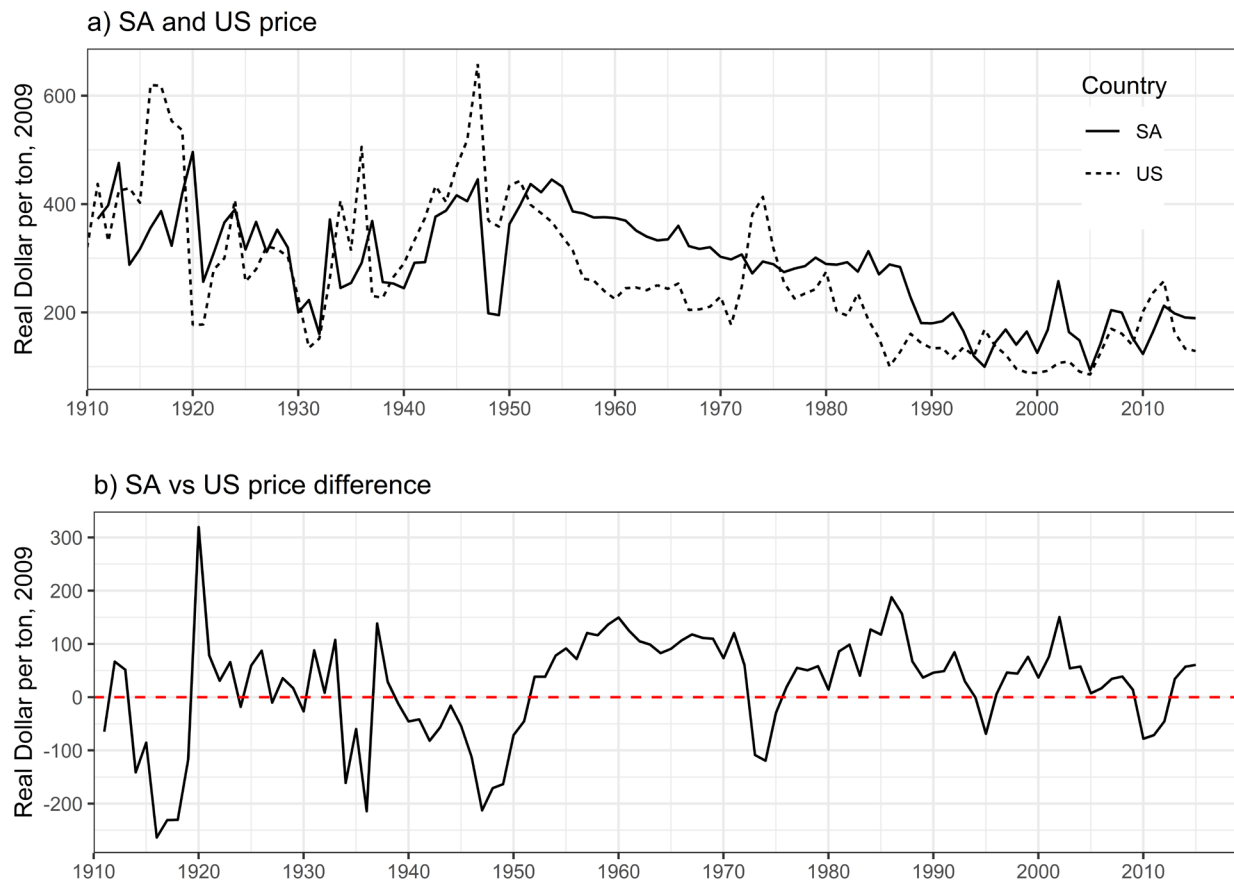 a) SA and US price
Real Dollar per ton, 2009
600
400
200
Country
SA
US
1910 1920 1930 1940 1950 1960 1970 1980 1990 2000 2010
b) SA vs US price difference
Real Dollar per ton, 2009
300
200
100
0
-100
-200
1910 1920 1930 1940 1950 1960 1970 1980 1990 2000 2010